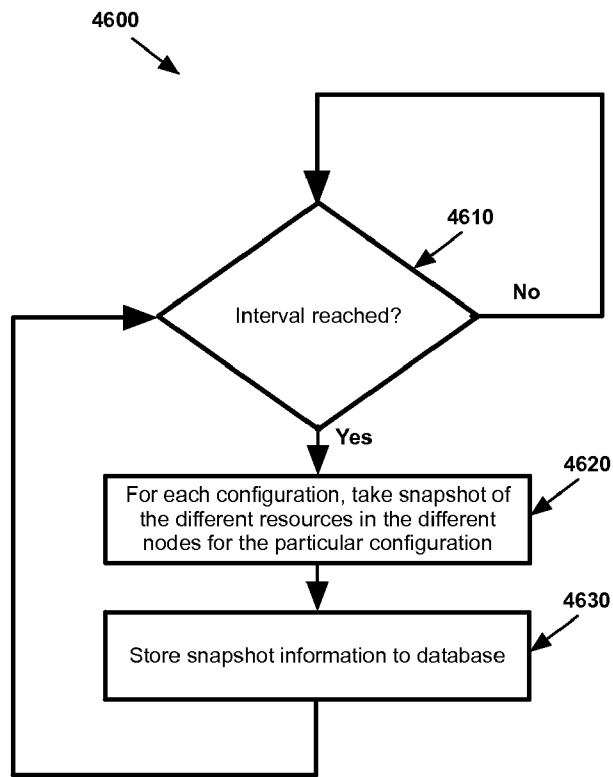 4600
4610
Interval reached?
No
Yes
4620
For each configuration, take snapshot of
the different resources in the different
nodes for the particular configuration
4630
Store snapshot information to database